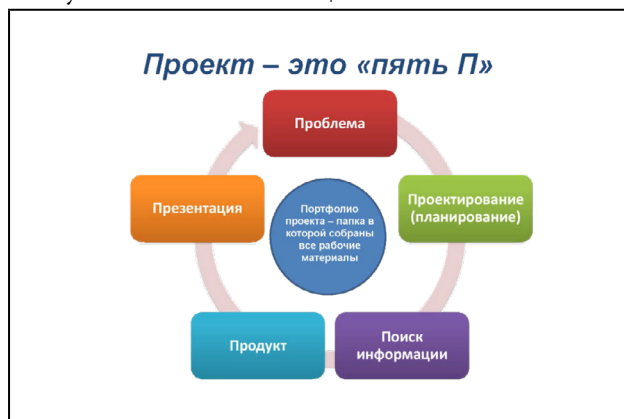 Проект – это «пять П»
Проблема
Проектирование
(планирование)
Поиск
информации
Продукт
Презентация
Портфолио
проекта – папка в
которой собраны
все рабочие
материалы